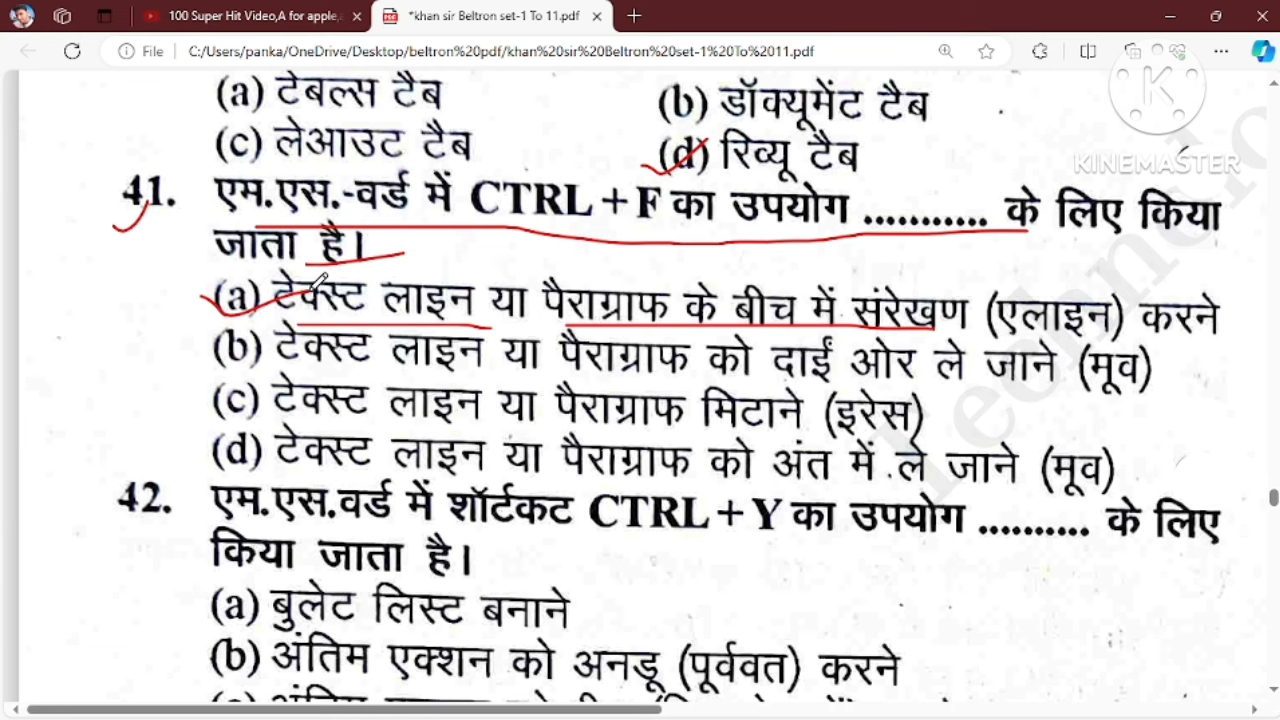 100 Super Hit Video,A for apple,
*khan sir Beltron set-1 To 11.pdf
File C:/Users/panka/OneDrive/Desktop/beltron%20pdf/khan%20sir%20Beltron%20set-1%20To%2011.pdf
K
KINEMASTER
(a) टेबल्स टैब (b) डॉक्यूमेंट टैब
(c) लेआउट टैब (d) रिव्यू टैब
41. एम.एस.-वर्ड में CTRL + F का उपयोग ........... के लिए किया
जाता है।
(a) टेक्स्ट लाइन या पैराग्राफ के बीच में संरेखण (एलाइन) करने
(b) टेक्स्ट लाइन या पैराग्राफ को दाईं ओर ले जाने (मूव)
(c) टेक्स्ट लाइन या पैराग्राफ मिटाने (इरेस)
(d) टेक्स्ट लाइन या पैराग्राफ को अंत में ले जाने (मूव)
42. एम.एस.वर्ड में शॉर्टकट CTRL + Y का उपयोग .......... के लिए
किया जाता है।
(a) बुलेट लिस्ट बनाने
(b) अंतिम एक्शन को अनडू (पूर्ववत) करने